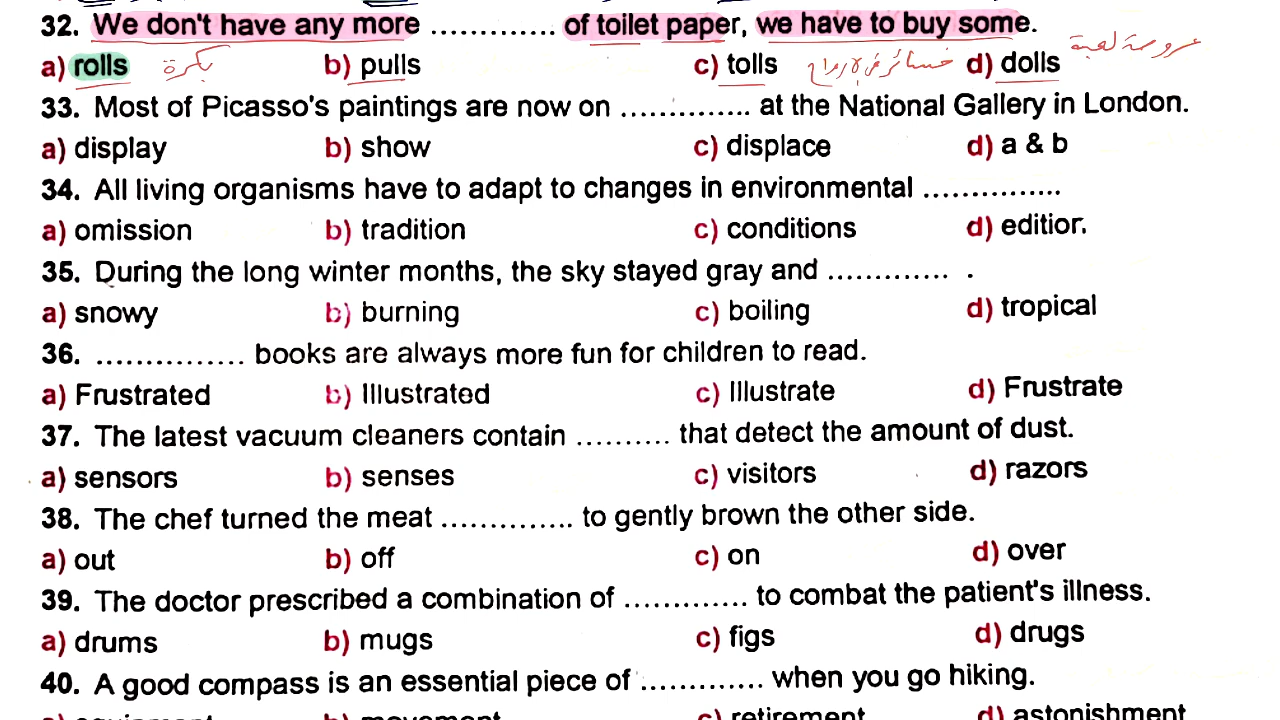 32. We don't have any more ............. of toilet paper, we have to buy some.
a) rolls بكرة b) pulls c) tolls خسائر في الارواح d) dolls عروسة لعبة
33. Most of Picasso's paintings are now on .............. at the National Gallery in London.
a) display b) show c) displace d) a & b
34. All living organisms have to adapt to changes in environmental ...............
a) omission b) tradition c) conditions d) edition.
35. During the long winter months, the sky stayed gray and ............. .
a) snowy b) burning c) boiling d) tropical
36. ............... books are always more fun for children to read.
a) Frustrated b) Illustrated c) Illustrate d) Frustrate
37. The latest vacuum cleaners contain .......... that detect the amount of dust.
a) sensors b) senses c) visitors d) razors
38. The chef turned the meat .............. to gently brown the other side.
a) out b) off c) on d) over
39. The doctor prescribed a combination of ............. to combat the patient's illness.
a) drums b) mugs c) figs d) drugs
40. A good compass is an essential piece of ............. when you go hiking.
a) equipment b) movement c) retirement d) astonishment